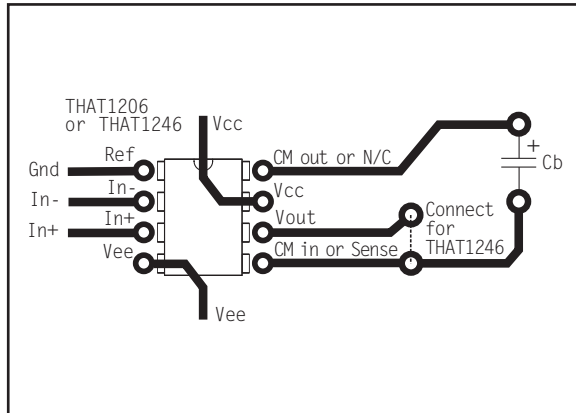 THAT1206
or THAT1246
Vcc
Ref
CM out or N/C
+
Cb
Gnd
In-
In-
Vcc
In+
In+
Vout
Connect
for
THAT1246
Vee
CM in or Sense
Vee